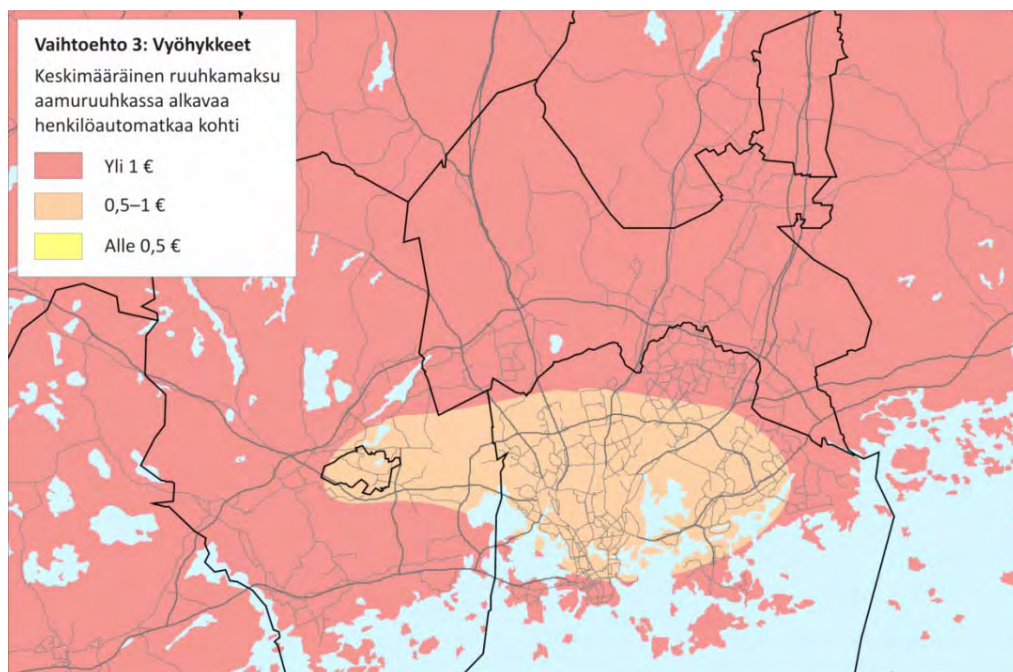 Vaihtoehto 3: Vyöhykkeet
Keskimääräinen ruuhkamaksu
aamuruuhkassa alkavaa
henkilöautomatkaa kohti
Yli 1 €
0,5–1 €
Alle 0,5 €